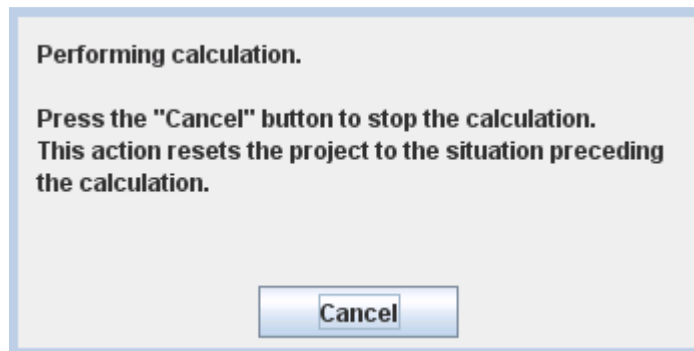 Performing calculation.
Press the "Cancel" button to stop the calculation.
This action resets the project to the situation preceding
the calculation.
Cancel